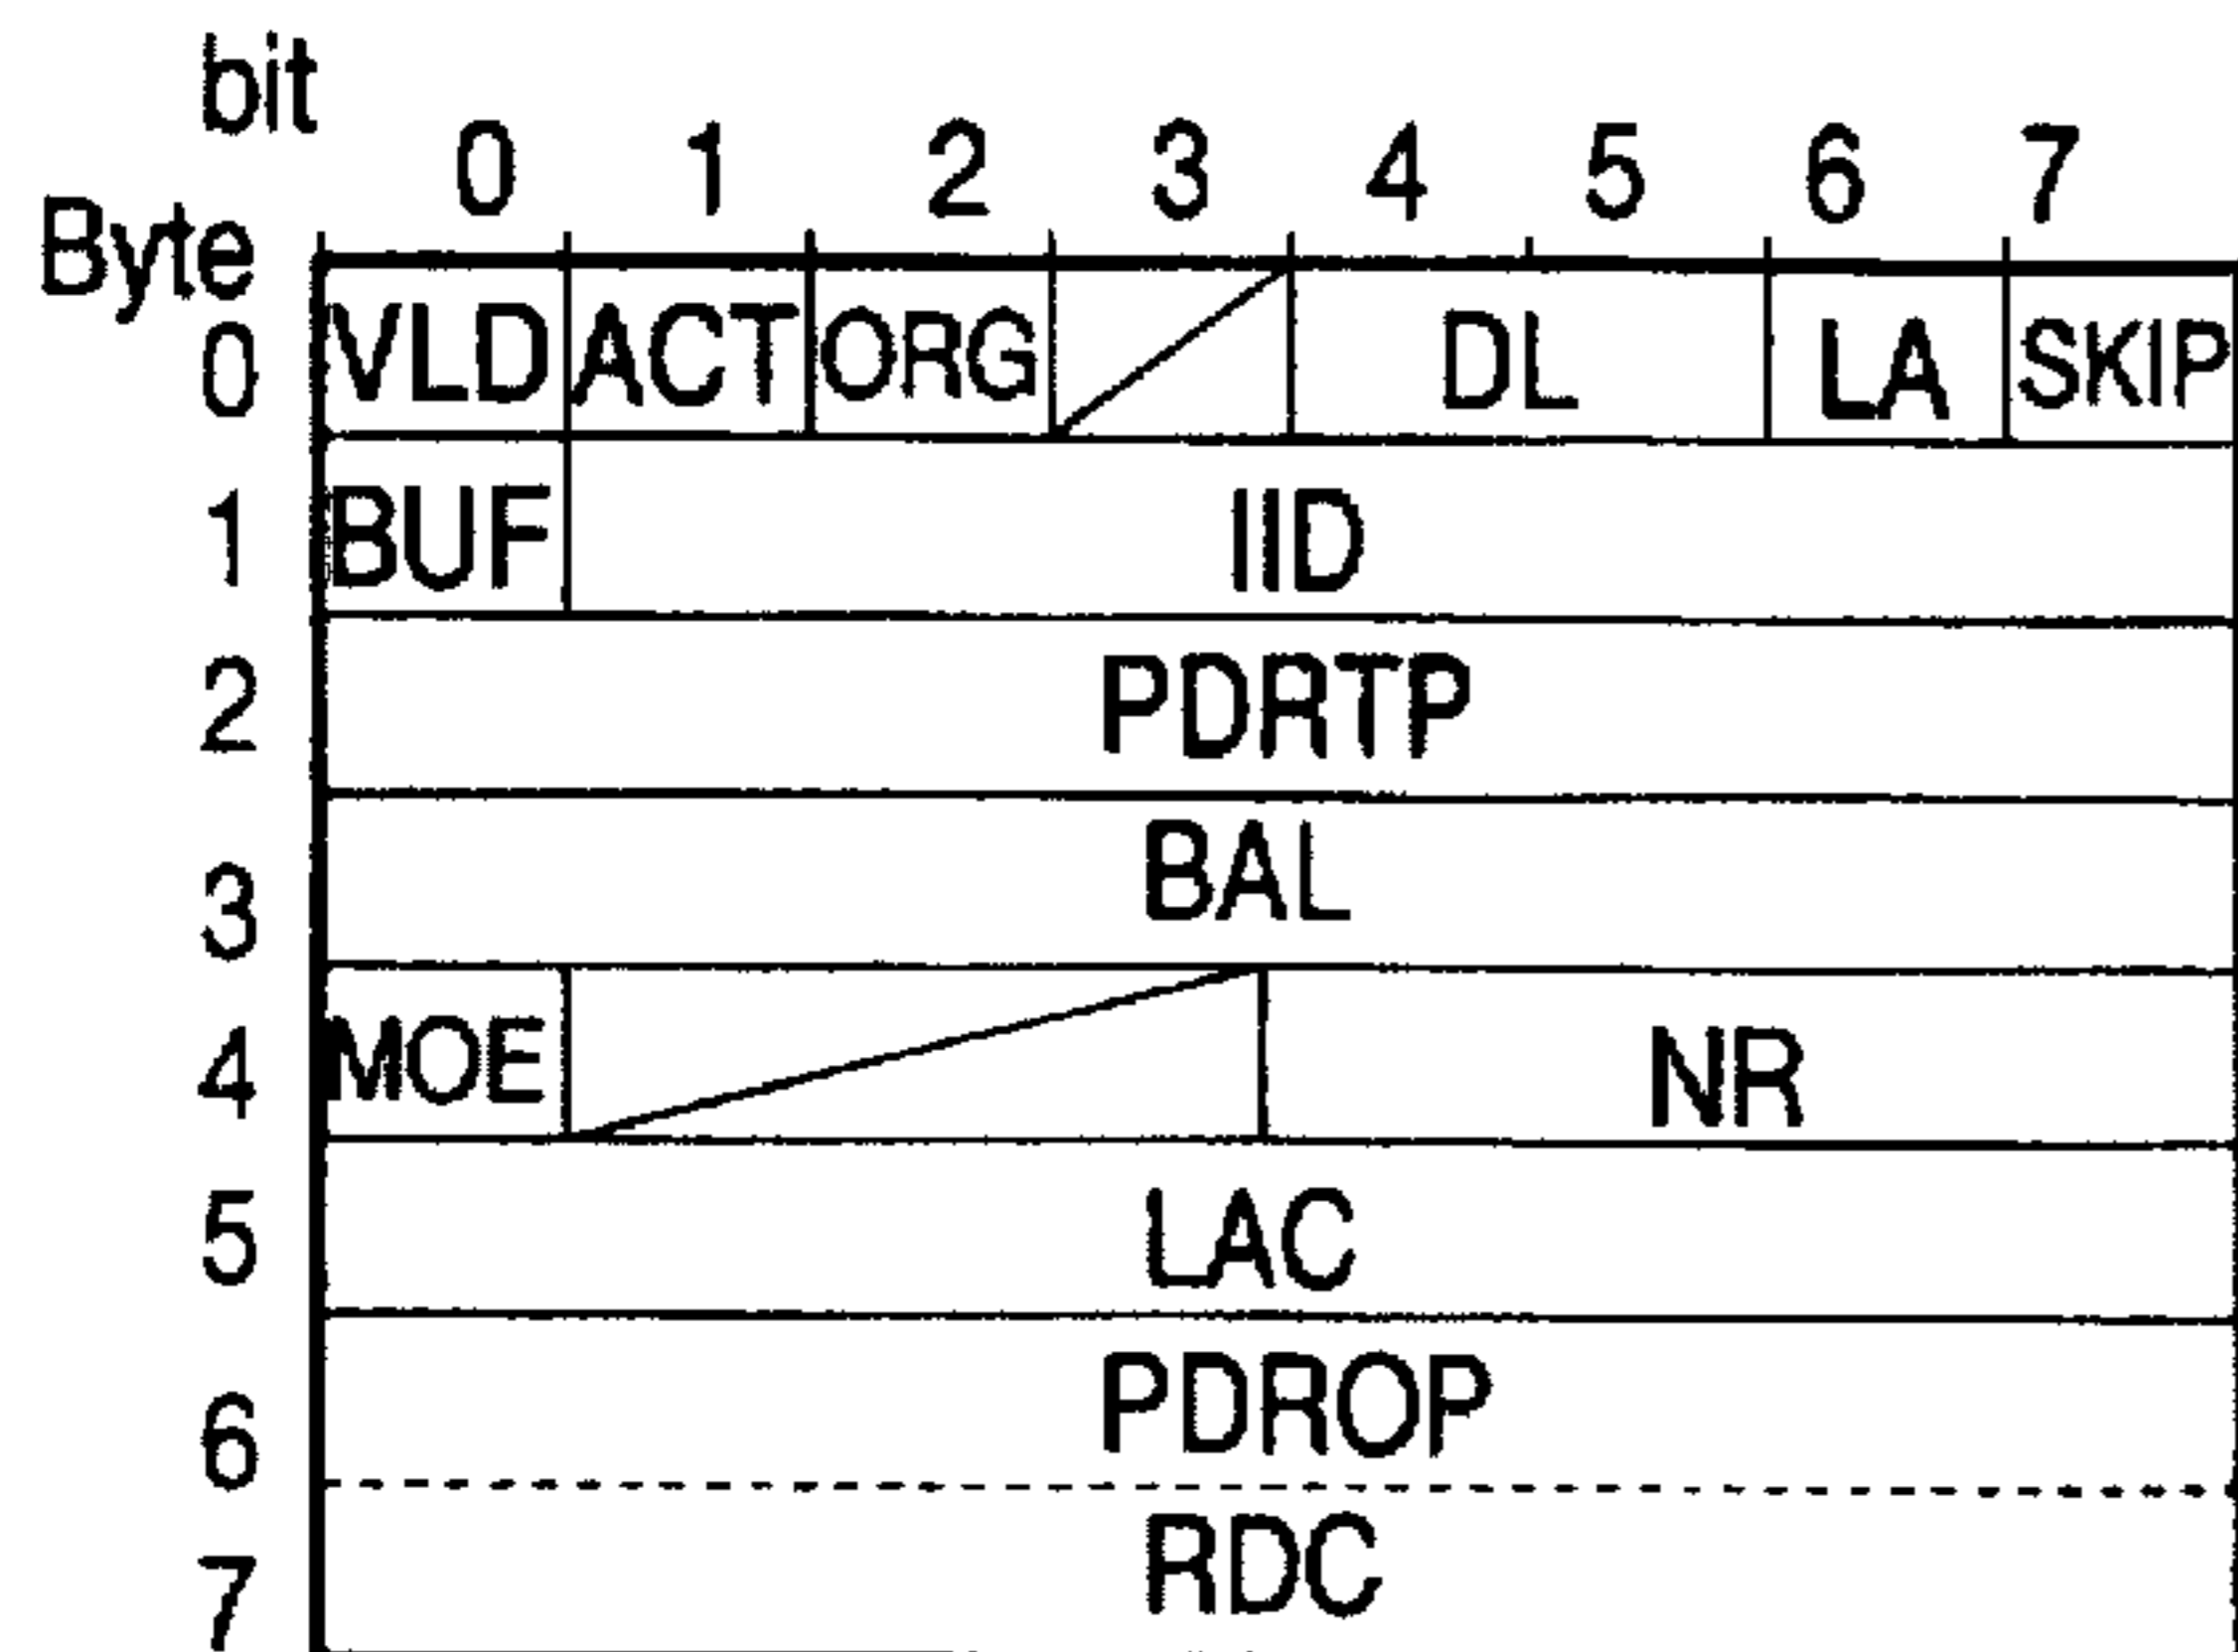 bit
0 1 2 3 4 5 6 7
Byte
0 VLD ACT ORG DL LA SKIP
1 BUF IID
2 PDRTP
3 BAL
4 MOE NR
5 LAC
6 PDROP
7 RDC